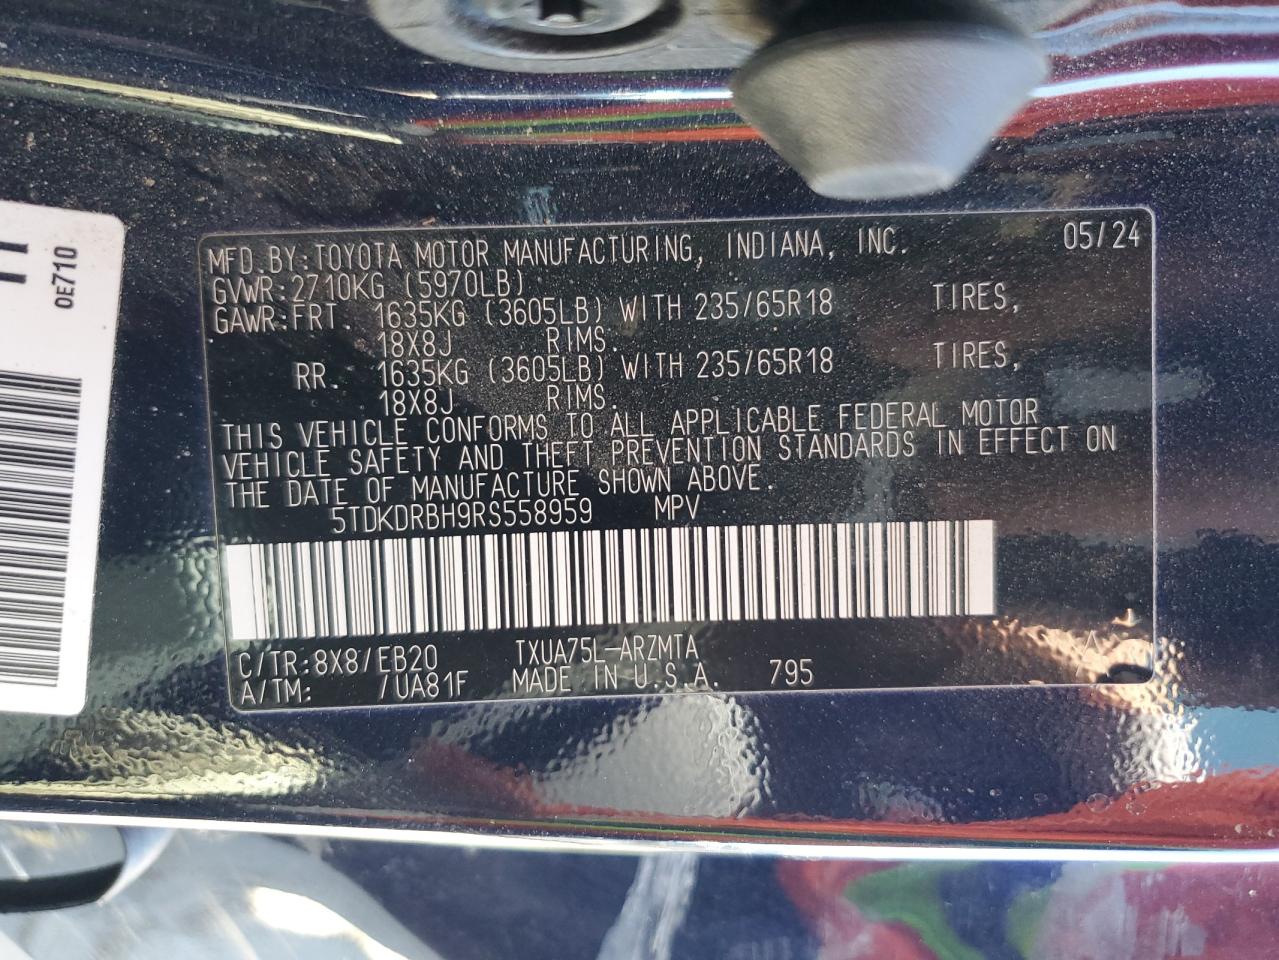 MFD.BY:TOYOTA MOTOR MANUFACTURING, INDIANA, INC. 05/24
GVWR:2710KG (5970LB)
GAWR:FRT. 1635KG (3605LB) WITH 235/65R18 TIRES,
18X8J RIMS.
RR. 1635KG (3605LB) WITH 235/65R18 TIRES,
18X8J RIMS.
THIS VEHICLE CONFORMS TO ALL APPLICABLE FEDERAL MOTOR
VEHICLE SAFETY AND THEFT PREVENTION STANDARDS IN EFFECT ON
THE DATE OF MANUFACTURE SHOWN ABOVE.
5TDKDRBH9RS558959 MPV
C/TR:8X8/EB20 TXUA75L-ARZMTA
A/TM: /UA81F MADE IN U.S.A. 795
0E710